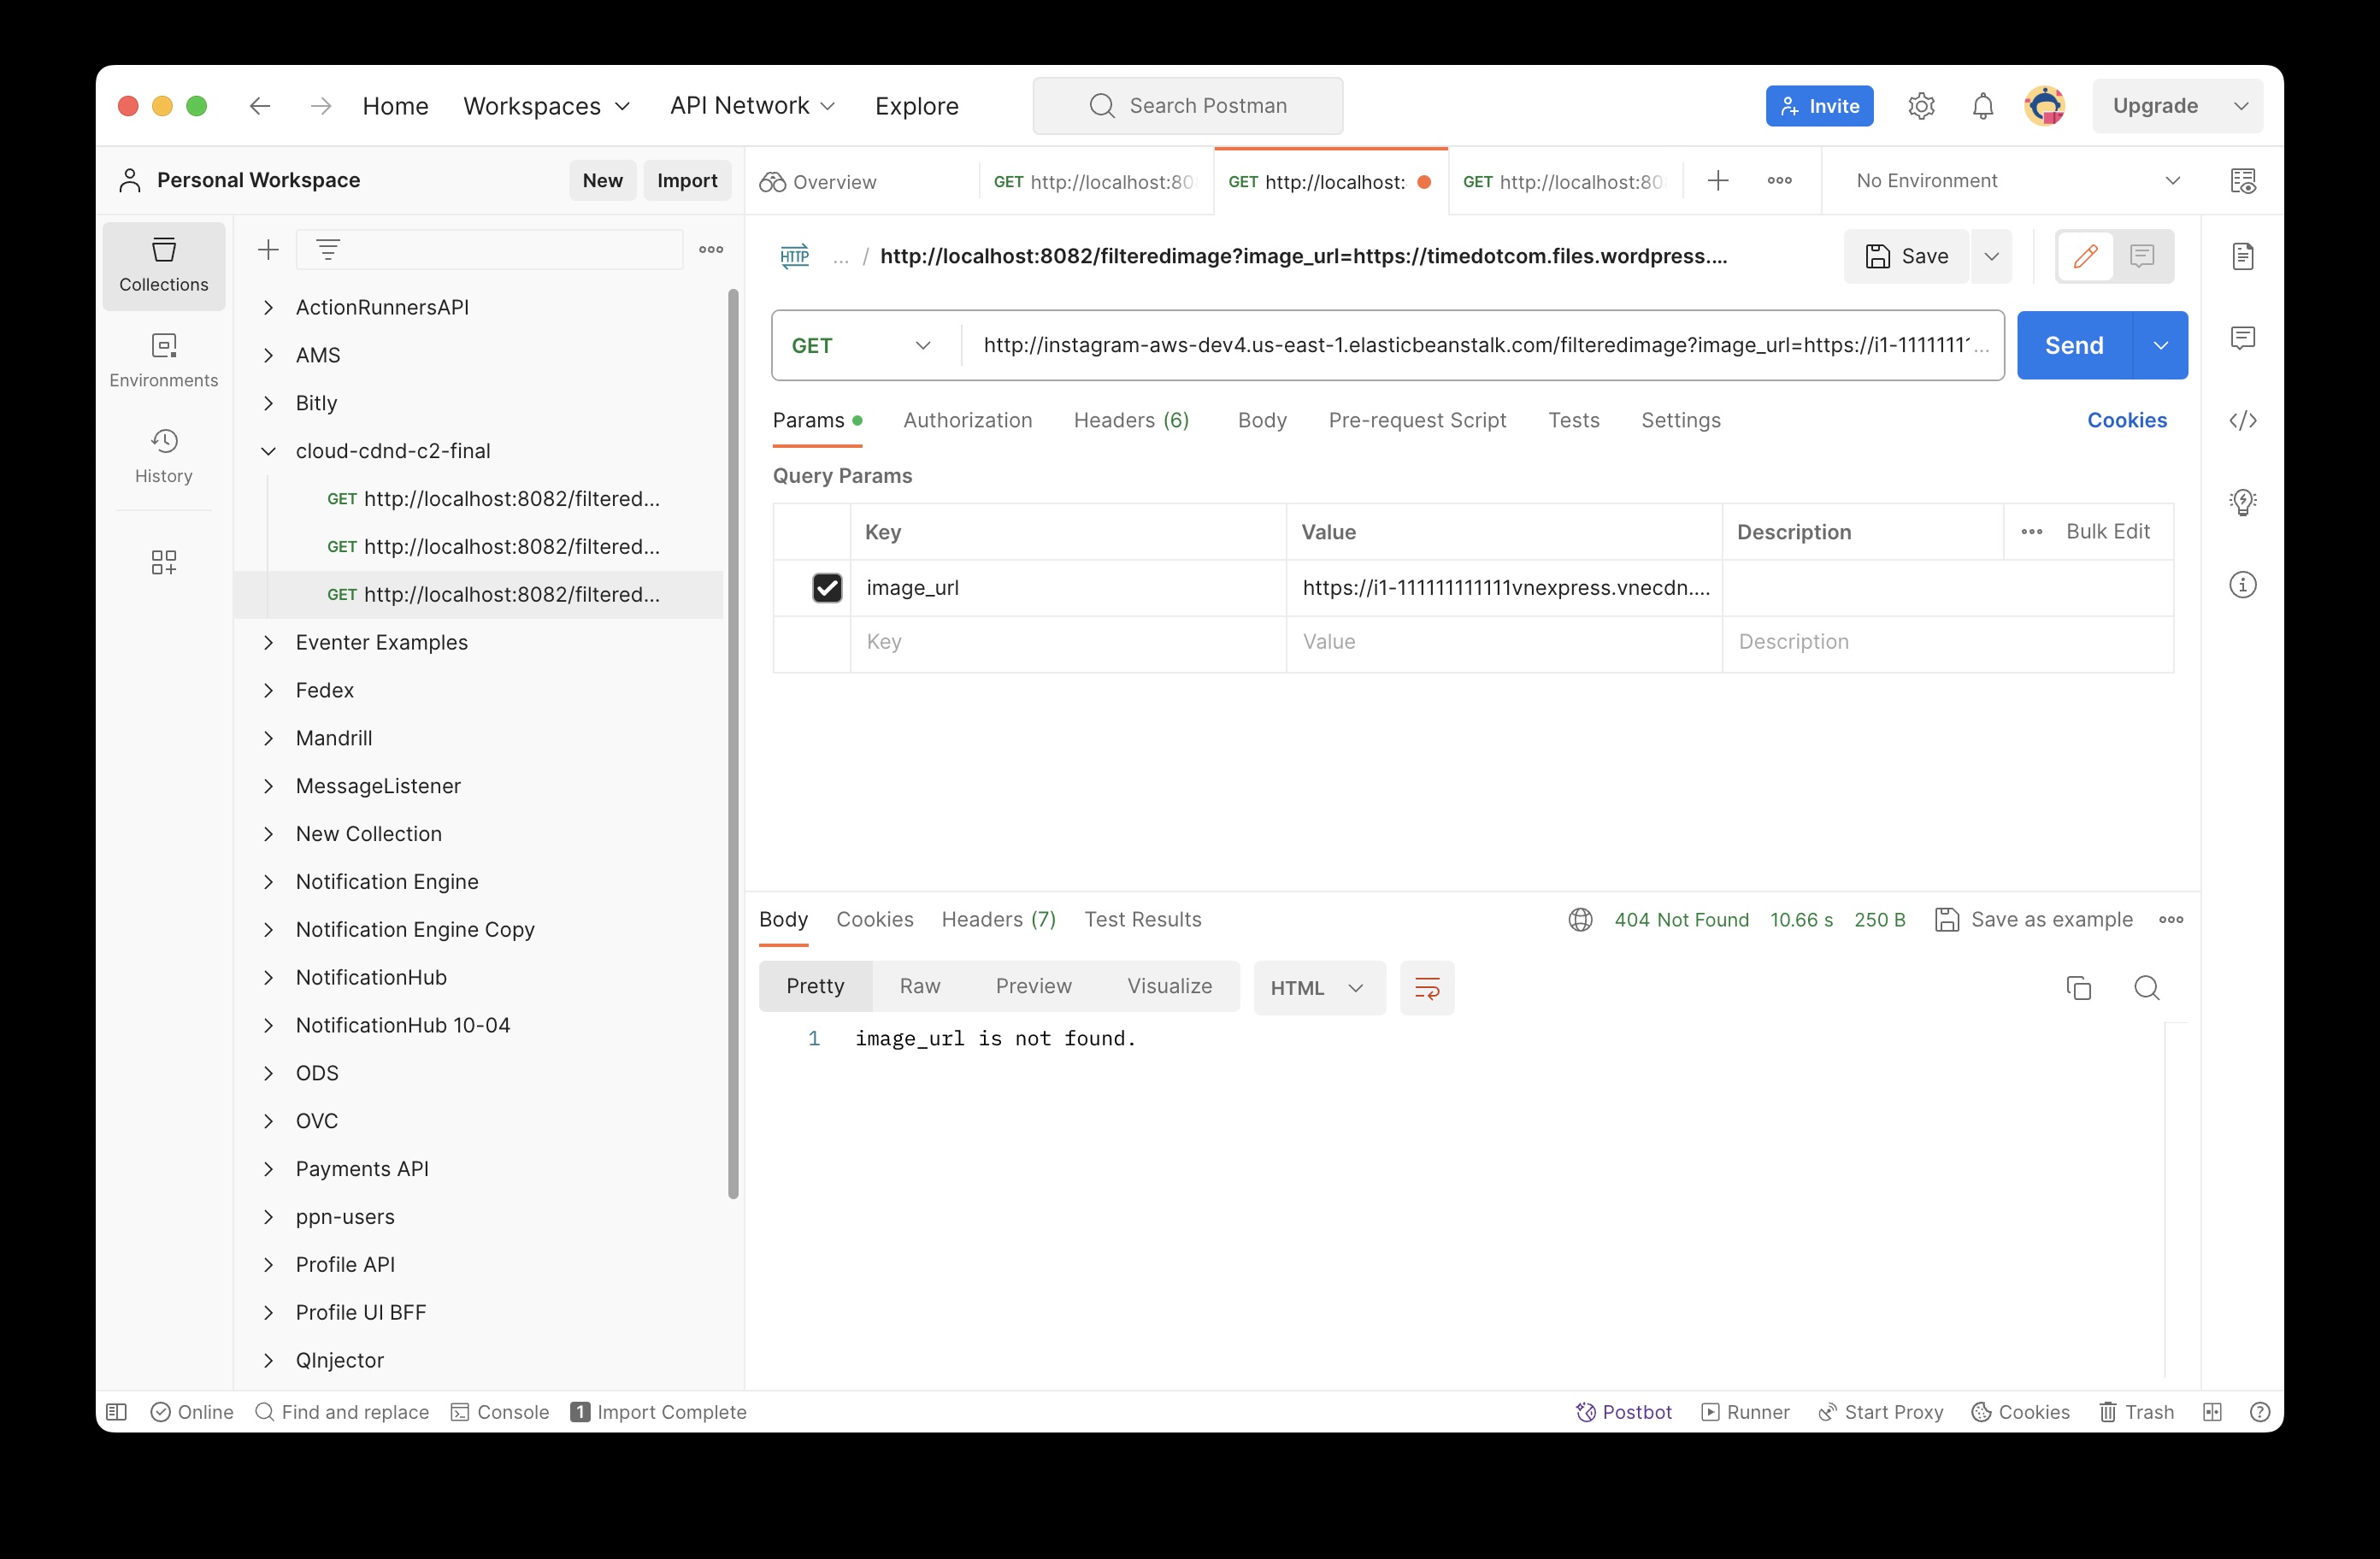 Home Workspaces API Network Explore Search Postman Invite Upgrade
Personal Workspace New Import
Overview GET http://localhost:80 GET http://localhost: GET http://localhost:80 No Environment
Collections
Environments
History
ActionRunnersAPI
AMS
Bitly
cloud-cdnd-c2-final
GET http://localhost:8082/filtered...
GET http://localhost:8082/filtered...
GET http://localhost:8082/filtered...
Eventer Examples
Fedex
Mandrill
MessageListener
New Collection
Notification Engine
Notification Engine Copy
NotificationHub
NotificationHub 10-04
ODS
OVC
Payments API
ppn-users
Profile API
Profile UI BFF
QInjector
HTTP ... / http://localhost:8082/filteredimage?image_url=https://timedotcom.files.wordpress.... Save
GET http://instagram-aws-dev4.us-east-1.elasticbeanstalk.com/filteredimage?image_url=https://i1-1111111... Send
Params Authorization Headers (6) Body Pre-request Script Tests Settings Cookies
Query Params
Key Value Description Bulk Edit
image_url https://i1-111111111111vnexpress.vnecdn....
Key Value Description
Body Cookies Headers (7) Test Results 404 Not Found 10.66 s 250 B Save as example
Pretty Raw Preview Visualize HTML
1 image_url is not found.
Online Find and replace Console 1 Import Complete Postbot Runner Start Proxy Cookies Trash